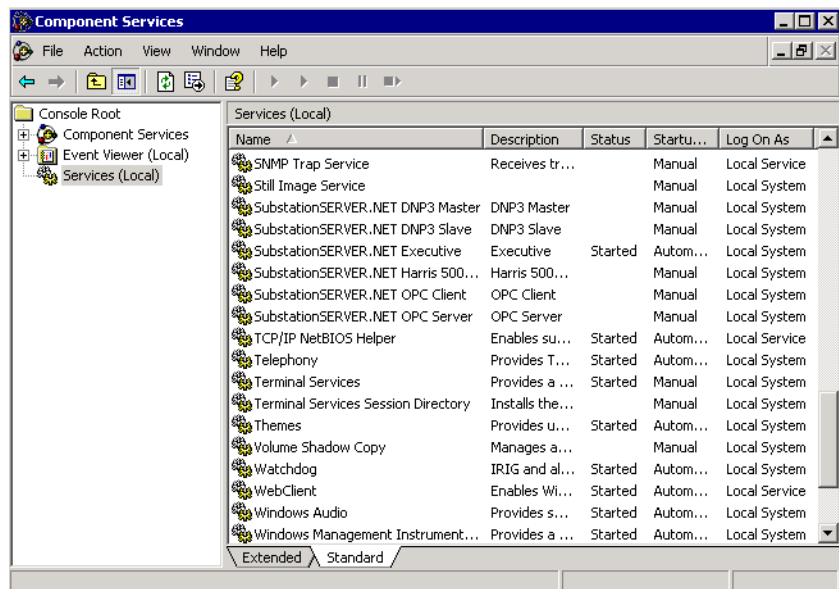 Component Services
File Action View Window Help
Console Root
Component Services
Event Viewer (Local)
Services (Local)
Services (Local)
Name Description Status Startu... Log On As
SNMP Trap Service Receives tr... Manual Local Service
Still Image Service Manual Local System
SubstationSERVER.NET DNP3 Master DNP3 Master Manual Local System
SubstationSERVER.NET DNP3 Slave DNP3 Slave Manual Local System
SubstationSERVER.NET Executive Executive Started Autom... Local System
SubstationSERVER.NET Harris 500... Harris 500... Manual Local System
SubstationSERVER.NET OPC Client OPC Client Manual Local System
SubstationSERVER.NET OPC Server OPC Server Manual Local System
TCP/IP NetBIOS Helper Enables su... Started Autom... Local Service
Telephony Provides T... Started Autom... Local System
Terminal Services Provides a ... Started Manual Local System
Terminal Services Session Directory Installs the... Manual Local System
Themes Provides u... Started Autom... Local System
Volume Shadow Copy Manages a... Manual Local System
Watchdog IRIG and al... Started Autom... Local System
WebClient Enables Wi... Started Autom... Local Service
Windows Audio Provides s... Started Autom... Local System
Windows Management Instrument... Provides a ... Started Autom... Local System
Extended Standard